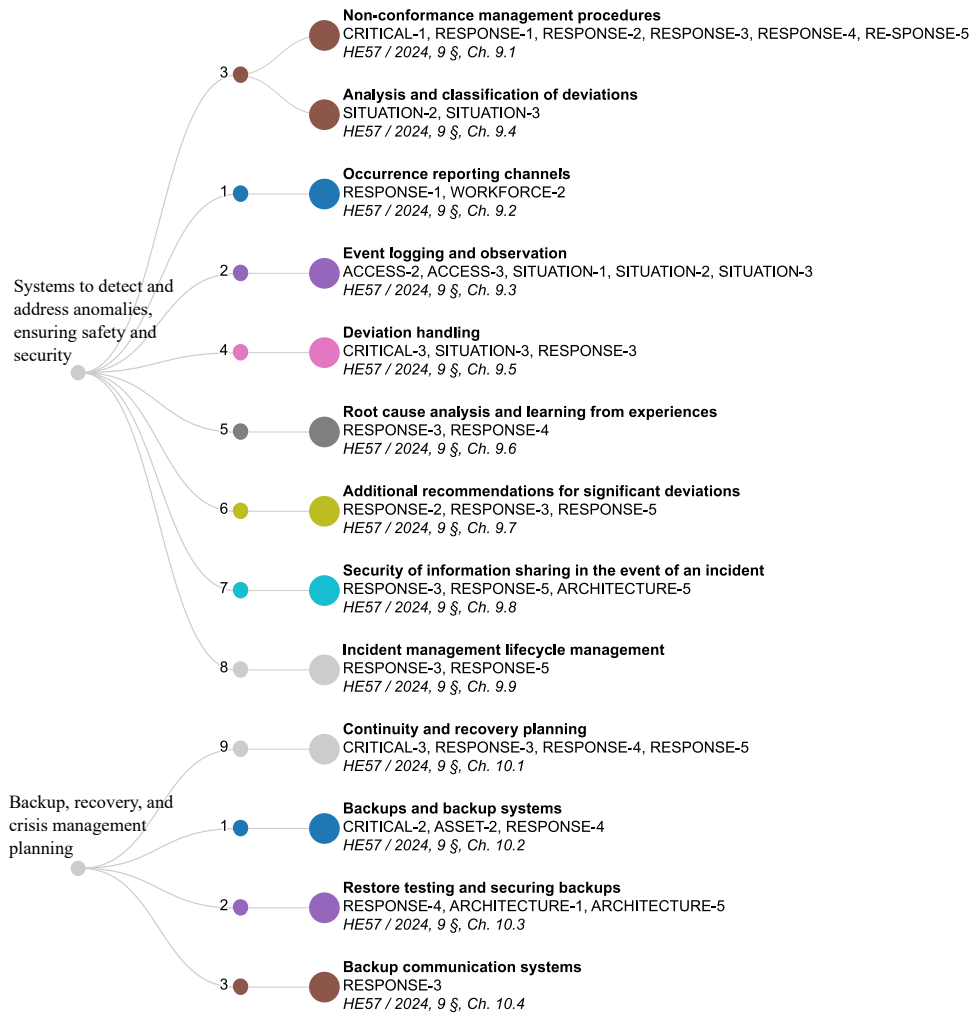 Non-conformance management procedures
CRITICAL-1, RESPONSE-1, RESPONSE-2, RESPONSE-3, RESPONSE-4, RE-SPONSE-5
HE57 / 2024, 9 §, Ch. 9.1
3
Analysis and classification of deviations
SITUATION-2, SITUATION-3
HE57 / 2024, 9 §, Ch. 9.4
Occurrence reporting channels
1
RESPONSE-1, WORKFORCE-2
HE57 / 2024, 9 §, Ch. 9.2
Event logging and observation
2
ACCESS-2, ACCESS-3, SITUATION-1, SITUATION-2, SITUATION-3
HE57 / 2024, 9 §, Ch. 9.3
Systems to detect and
address anomalies,
ensuring safety and
security
Deviation handling
4
CRITICAL-3, SITUATION-3, RESPONSE-3
HE57 / 2024, 9 §, Ch. 9.5
Root cause analysis and learning from experiences
5
RESPONSE-3, RESPONSE-4
HE57 / 2024, 9 §, Ch. 9.6
Additional recommendations for significant deviations
6
RESPONSE-2, RESPONSE-3, RESPONSE-5
HE57 / 2024, 9 §, Ch. 9.7
Security of information sharing in the event of an incident
7
RESPONSE-3, RESPONSE-5, ARCHITECTURE-5
HE57 / 2024, 9 §, Ch. 9.8
Incident management lifecycle management
8
RESPONSE-3, RESPONSE-5
HE57 / 2024, 9 §, Ch. 9.9
Continuity and recovery planning
9
CRITICAL-3, RESPONSE-3, RESPONSE-4, RESPONSE-5
HE57 / 2024, 9 §, Ch. 10.1
Backup, recovery, and
crisis management
planning
Backups and backup systems
1
CRITICAL-2, ASSET-2, RESPONSE-4
HE57 / 2024, 9 §, Ch. 10.2
Restore testing and securing backups
2
RESPONSE-4, ARCHITECTURE-1, ARCHITECTURE-5
HE57 / 2024, 9 §, Ch. 10.3
Backup communication systems
3
RESPONSE-3
HE57 / 2024, 9 §, Ch. 10.4